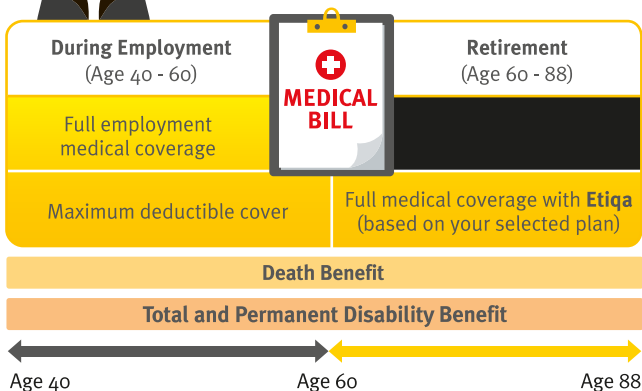 During Employment
(Age 40 - 60)
MEDICAL
BILL
Retirement
(Age 60 - 88)
Full employment
medical coverage
Maximum deductible cover
Full medical coverage with Etiqa
(based on your selected plan)
Death Benefit
Total and Permanent Disability Benefit
Age 40
Age 60
Age 88